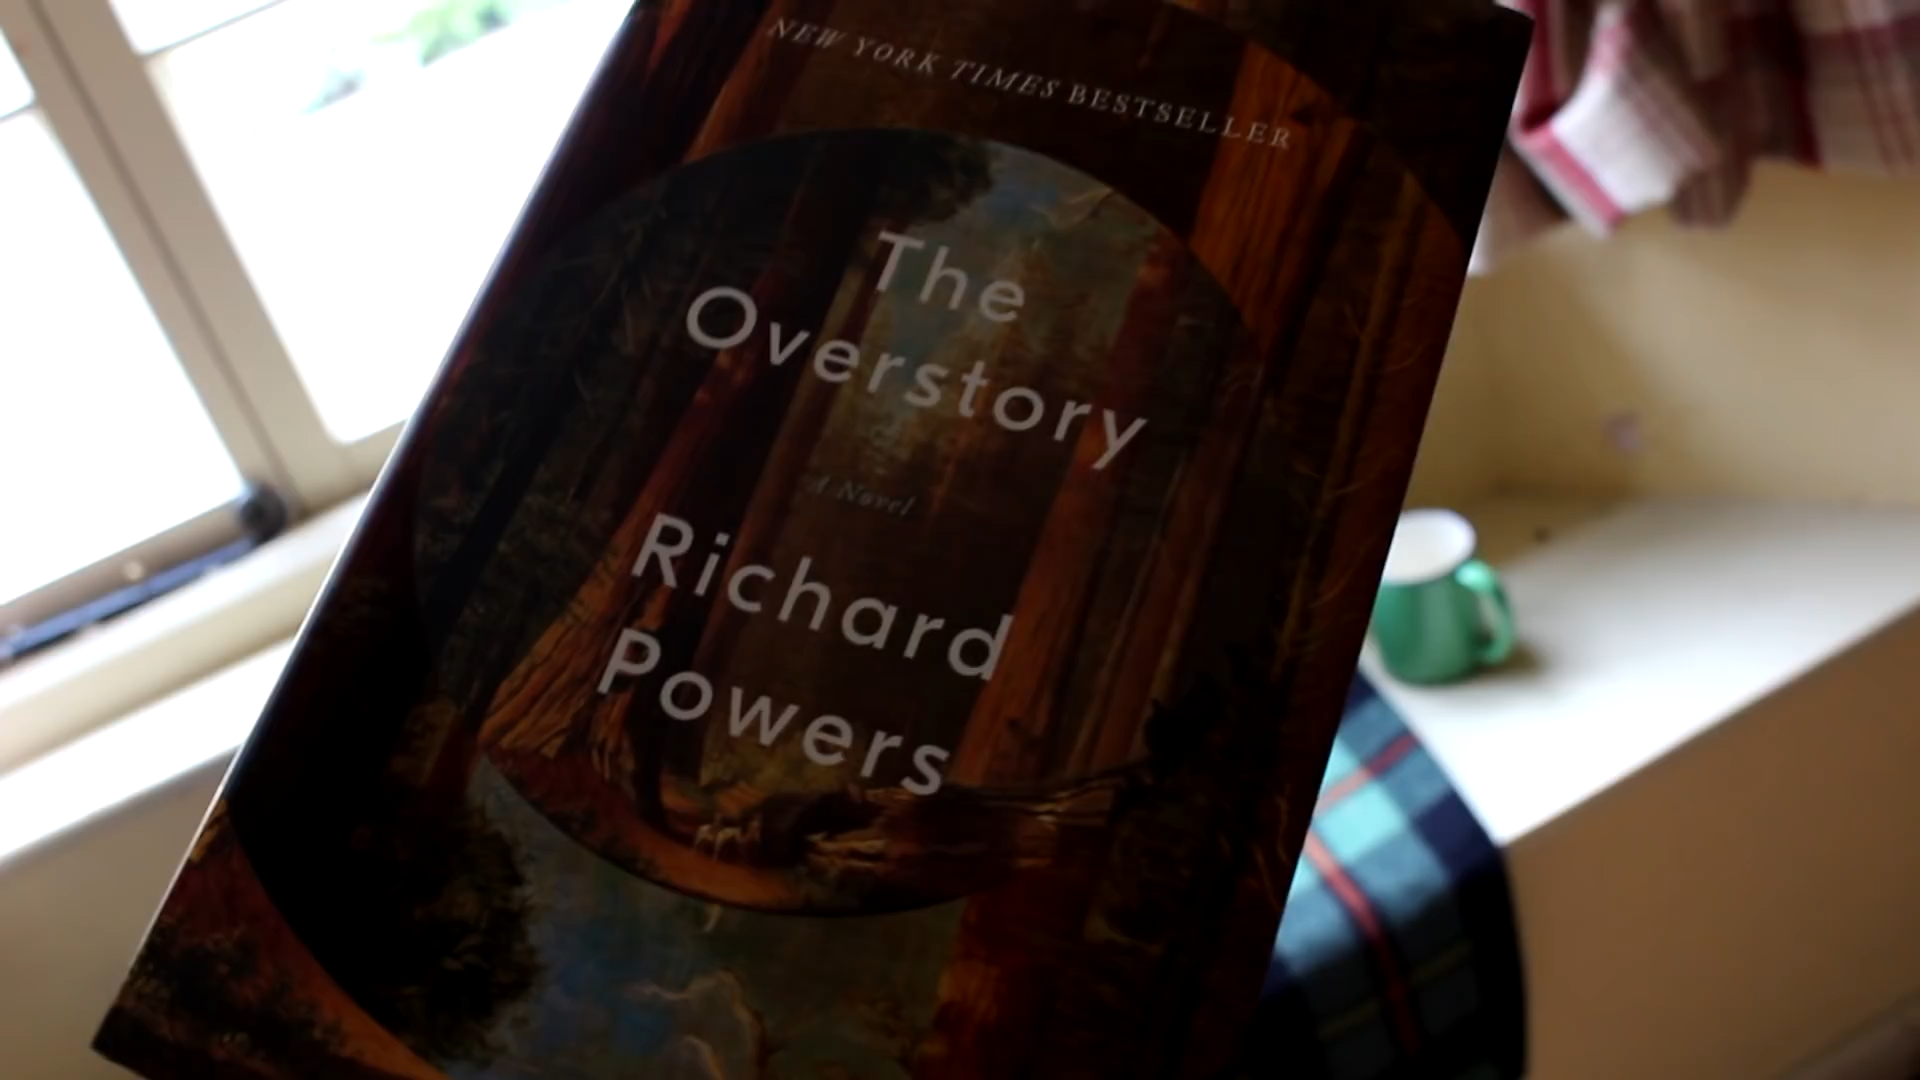 NEW YORK TIMES BESTSELLER
The
Overstory
A Novel
Richard
Powers